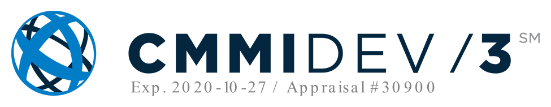 CMMIDEV/3℠
Exp. 2020-10-27 / Appraisal #30900